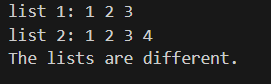 list 1: 1 2 3
list 2: 1 2 3 4
The lists are different.